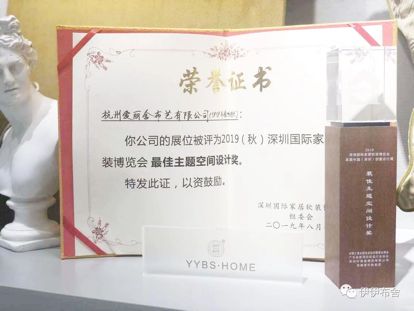 荣誉证书
杭州爱丽舍布艺有限公司
你公司的展位被评为2019（秋）深圳国际家
装博览会 最佳主题空间设计奖。
特发此证，以资鼓励。
深圳国际家居软装
组委会
二〇一九年八月
YYBS·HOME
2019
最佳主题空间设计奖
伊伊布舍